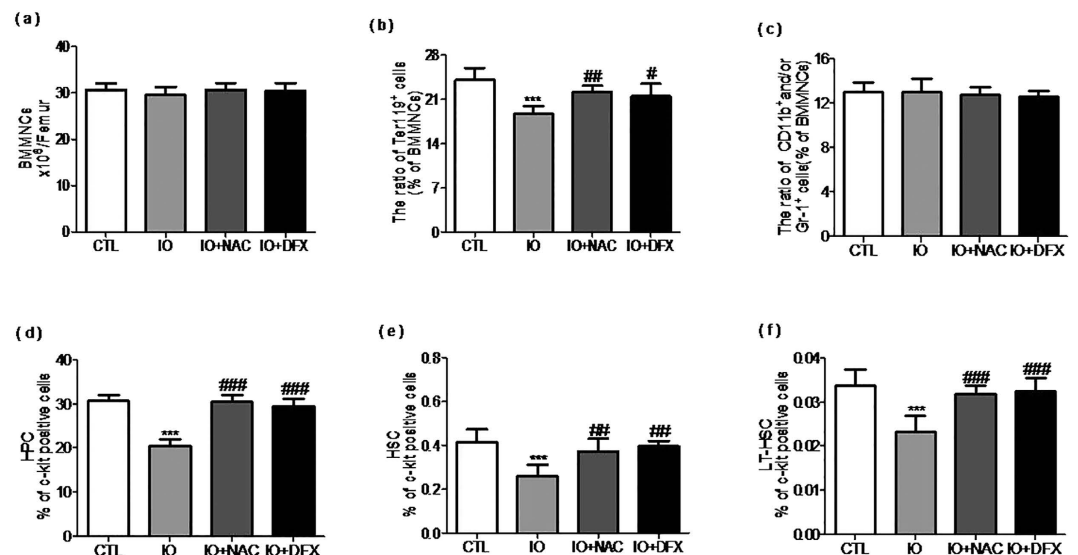 (a)
BMMNCs
x10⁶/Femur
40
30
20
10
0
CTL IO IO+NAC IO+DFX
(b)
The ratio of Ter119⁺ cells
(% of BMMNCs)
28
21
14
7
0
***
##
#
CTL IO IO+NAC IO+DFX
(c)
The ratio of CD11b⁺and/or
Gr-1⁺ cells(% of BMMNCs)
16
12
8
4
0
CTL IO IO+NAC IO+DFX
(d)
HPC
% of c-kit positive cells
40
30
20
10
0
***
###
###
CTL IO IO+NAC IO+DFX
(e)
HSC
% of c-kit positive cells
0.8
0.6
0.4
0.2
0.0
***
##
##
CTL IO IO+NAC IO+DFX
(f)
LT-HSC
% of c-kit positive cells
0.04
0.03
0.02
0.01
0.00
***
###
###
CTL IO IO+NAC IO+DFX